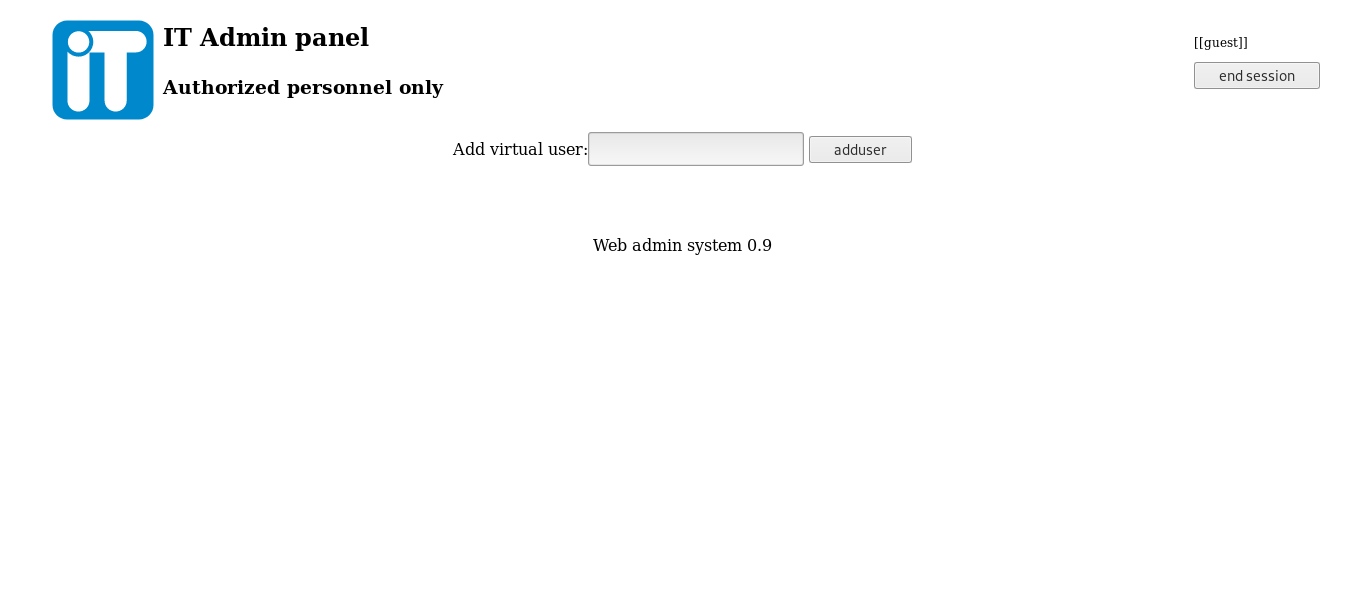 iT
IT Admin panel
Authorized personnel only
[[guest]]
end session
Add virtual user:
adduser
Web admin system 0.9